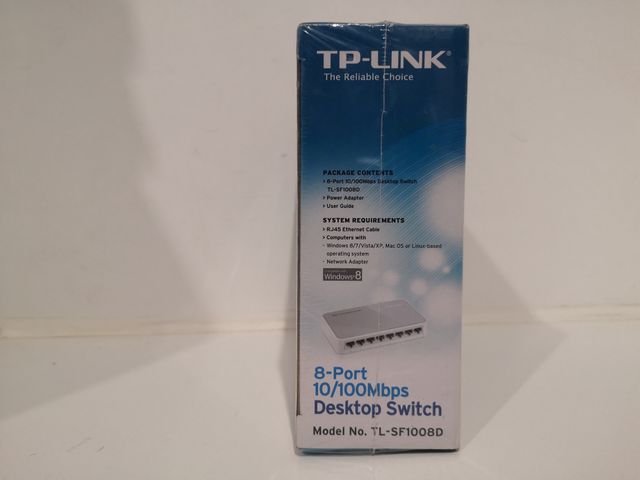 TP-LINK®
The Reliable Choice
PACKAGE CONTENTS
› 8-Port 10/100Mbps Desktop Switch
TL-SF1008D
› Power Adapter
› User Guide
SYSTEM REQUIREMENTS
› RJ45 Ethernet Cable
› Computers with
- Windows 8/7/Vista/XP, Mac OS or Linux-based
operating system
- Network Adapter
Windows 8
8-Port
10/100Mbps
Desktop Switch
Model No. TL-SF1008D